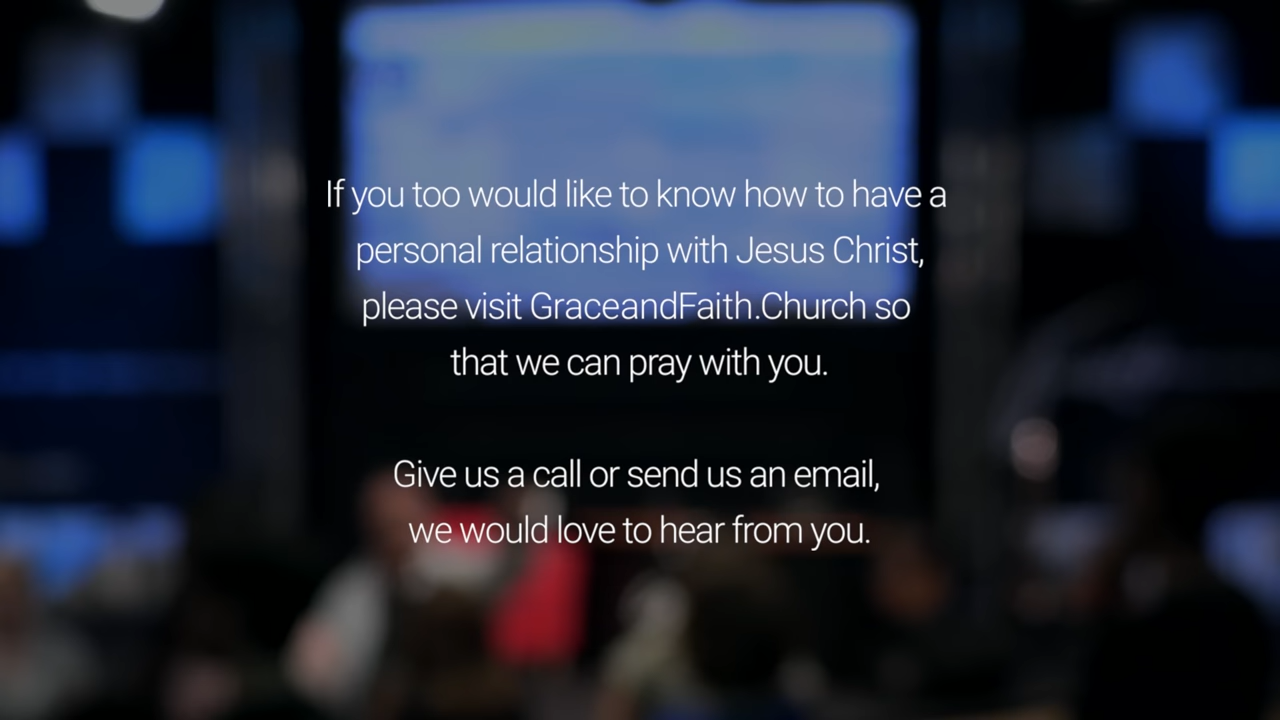 If you too would like to know how to have a
personal relationship with Jesus Christ,
please visit GraceandFaith.Church so
that we can pray with you.
Give us a call or send us an email,
we would love to hear from you.